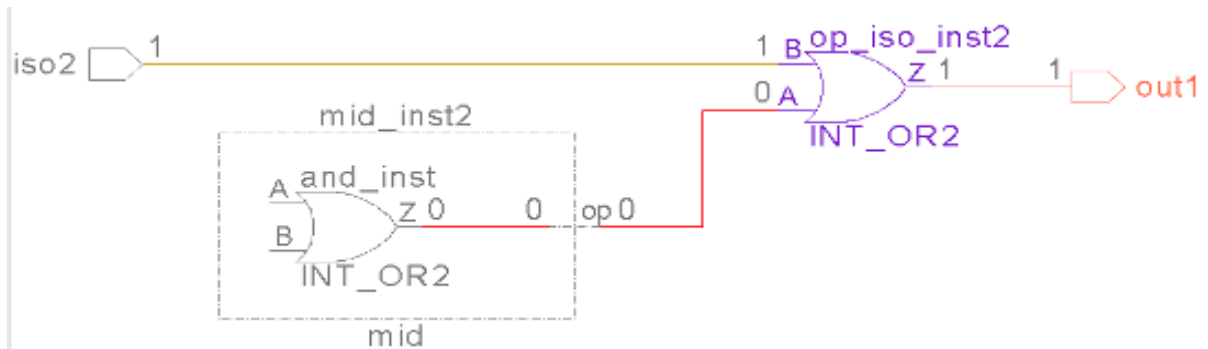 iso2 1 1 B op_iso_inst2 Z 1 1 out1
0 A
INT_OR2
mid_inst2
A and_inst Z 0 0 op 0
B
INT_OR2
mid